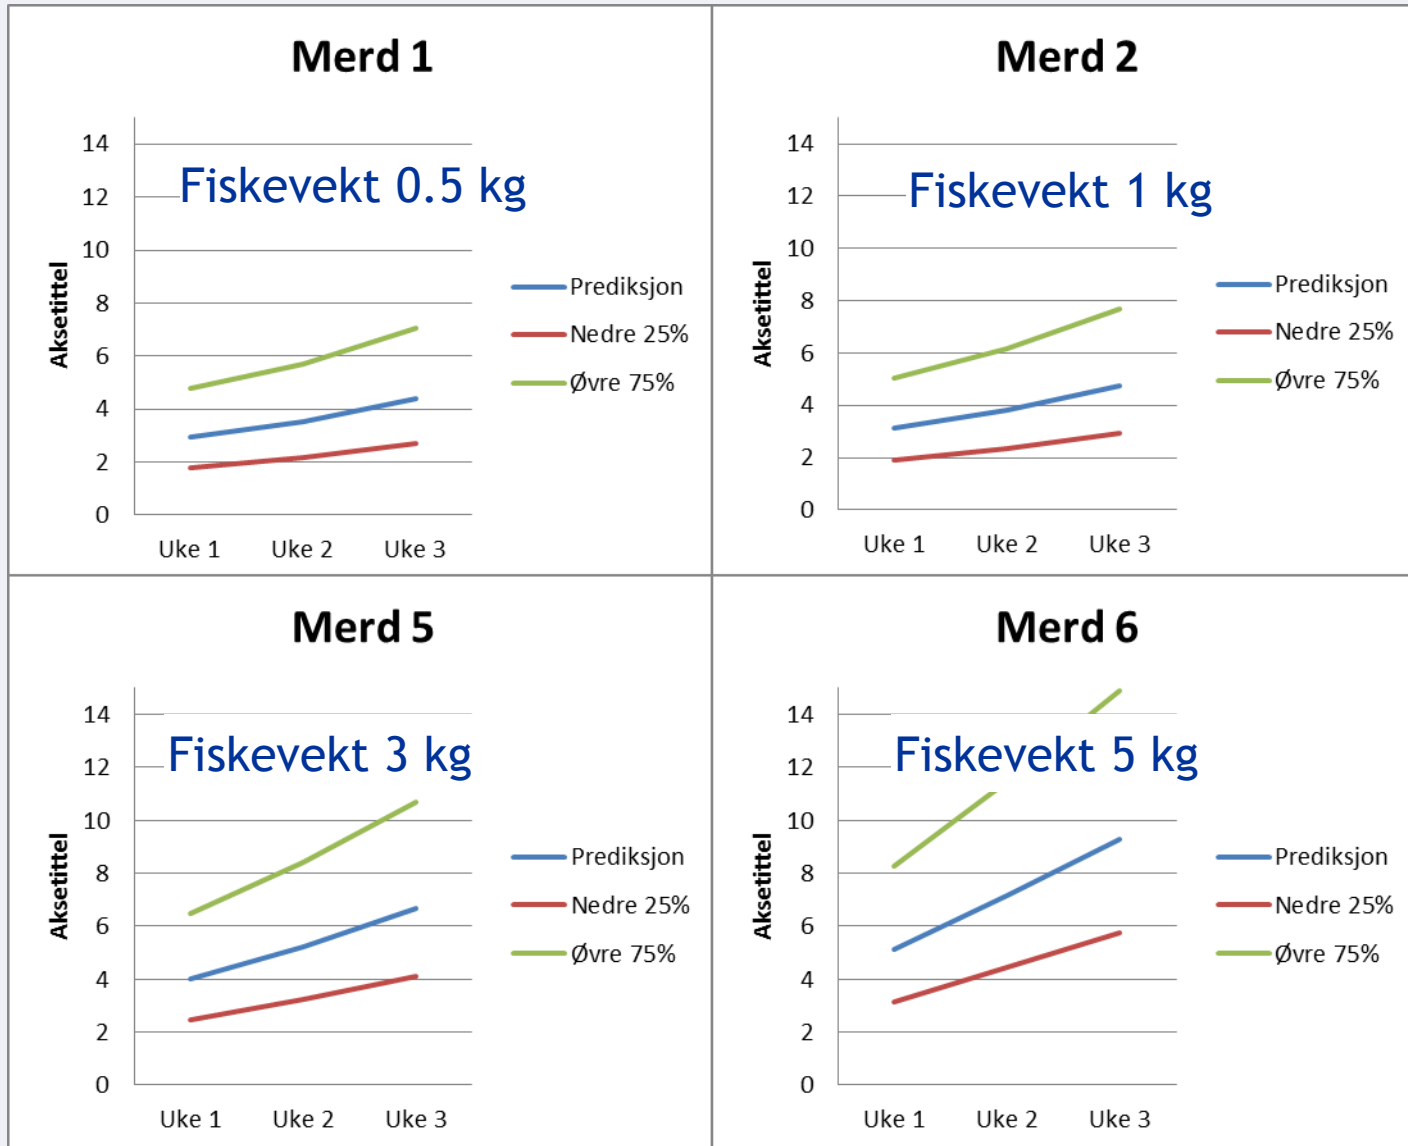 Merd 1
14
12
10
8
6
4
2
0
Aksetittel
Fiskevekt 0.5 kg
Uke 1 Uke 2 Uke 3
Prediksjon
Nedre 25%
Øvre 75%
Merd 2
14
12
10
8
6
4
2
0
Aksetittel
Fiskevekt 1 kg
Uke 1 Uke 2 Uke 3
Prediksjon
Nedre 25%
Øvre 75%
Merd 5
14
12
10
8
6
4
2
0
Aksetittel
Fiskevekt 3 kg
Uke 1 Uke 2 Uke 3
Prediksjon
Nedre 25%
Øvre 75%
Merd 6
14
12
10
8
6
4
2
0
Aksetittel
Fiskevekt 5 kg
Uke 1 Uke 2 Uke 3
Prediksjon
Nedre 25%
Øvre 75%